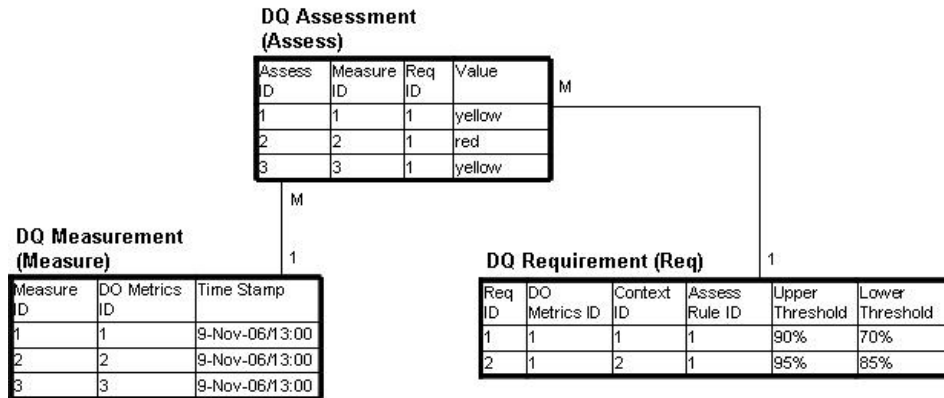 DQ Assessment
(Assess)
Assess ID Measure ID Req ID Value
1 1 1 yellow
2 2 1 red
3 3 1 yellow
M
M
DQ Measurement
(Measure)
1
Measure ID DO Metrics ID Time Stamp
1 1 9-Nov-06/13:00
2 2 9-Nov-06/13:00
3 3 9-Nov-06/13:00
DQ Requirement (Req)
1
Req ID DO Metrics ID Context ID Assess Rule ID Upper Threshold Lower Threshold
1 1 1 1 90% 70%
2 1 2 1 95% 85%